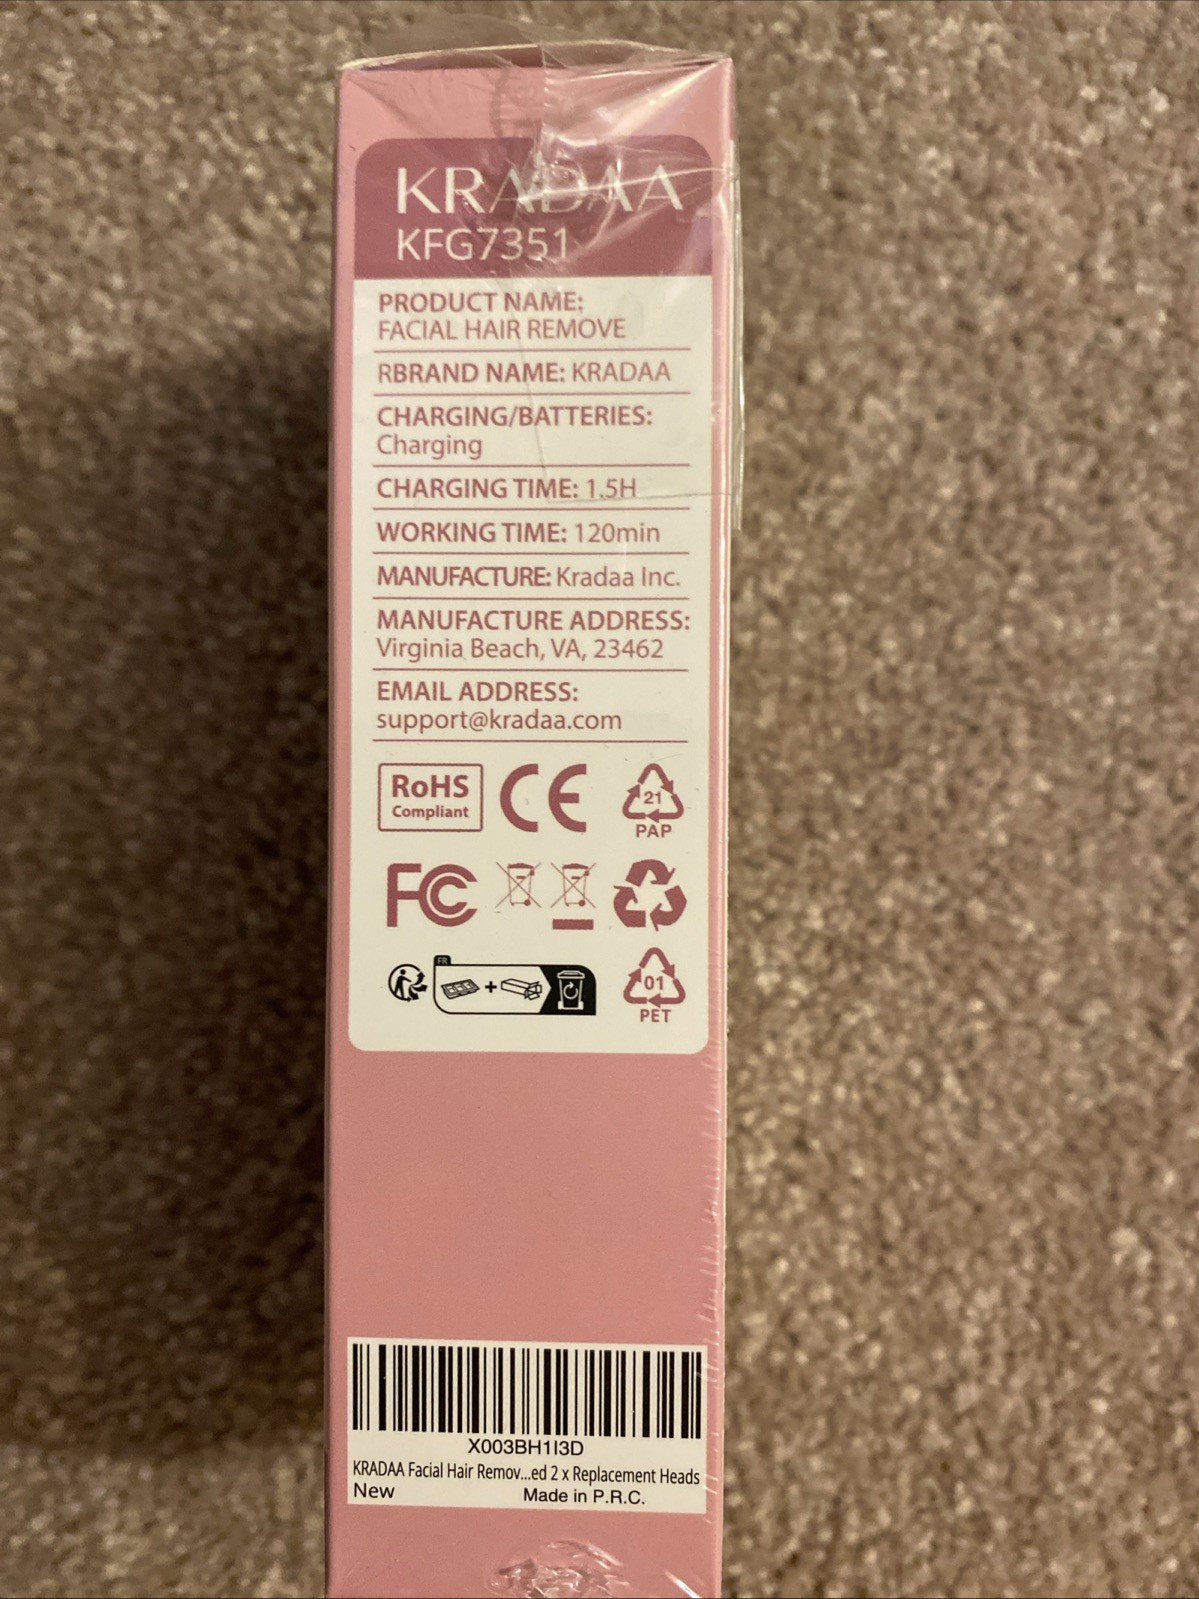 KRADAA
KFG7351
PRODUCT NAME:
FACIAL HAIR REMOVE
RBRAND NAME: KRADAA
CHARGING/BATTERIES:
Charging
CHARGING TIME: 1.5H
WORKING TIME: 120min
MANUFACTURE: Kradaa Inc.
MANUFACTURE ADDRESS:
Virginia Beach, VA, 23462
EMAIL ADDRESS:
support@kradaa.com
RoHS
Compliant
CE
21
PAP
FC
FR
+
01
PET
X003BH1I3D
KRADAA Facial Hair Remov...ed 2 x Replacement Heads
New Made in P.R.C.